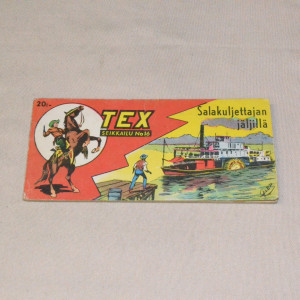 20:-
TEX
SEIKKAILU No 16
Salakuljettajan
jäljillä